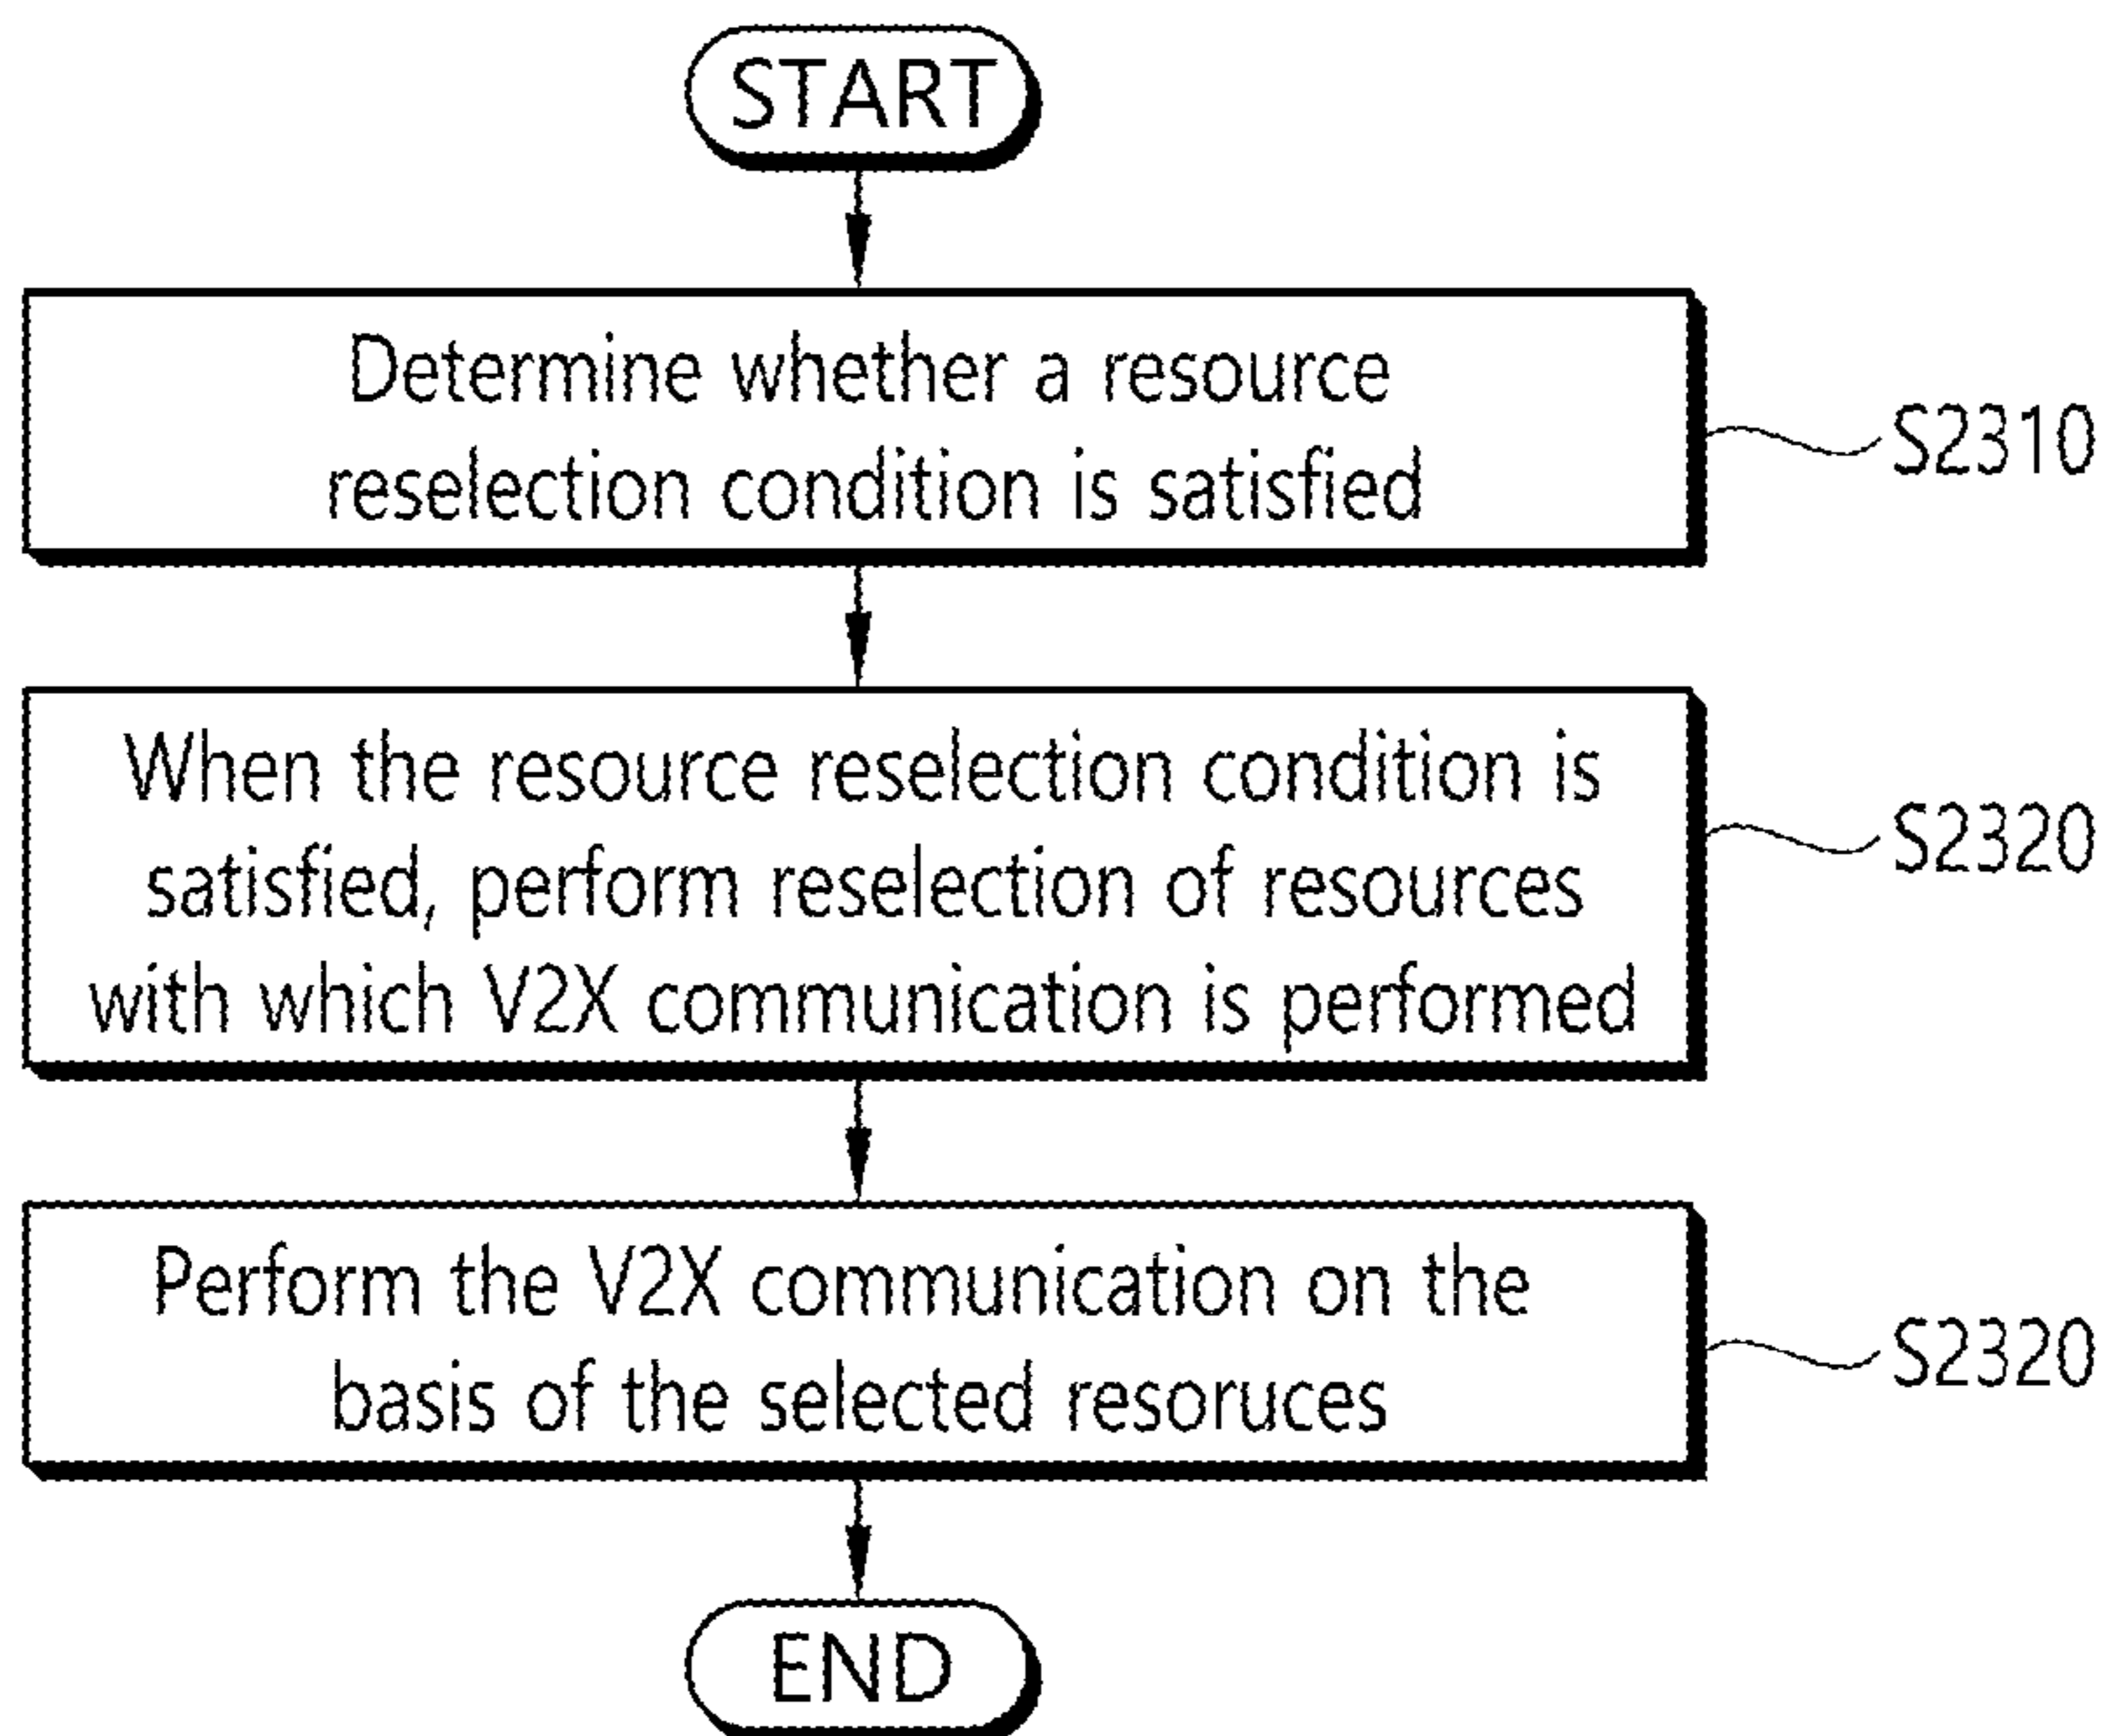 START
Determine whether a resource
reselection condition is satisfied
S2310
When the resource reselection condition is
satisfied, perform reselection of resources
with which V2X communication is performed
S2320
Perform the V2X communication on the
basis of the selected resoruces
S2320
END